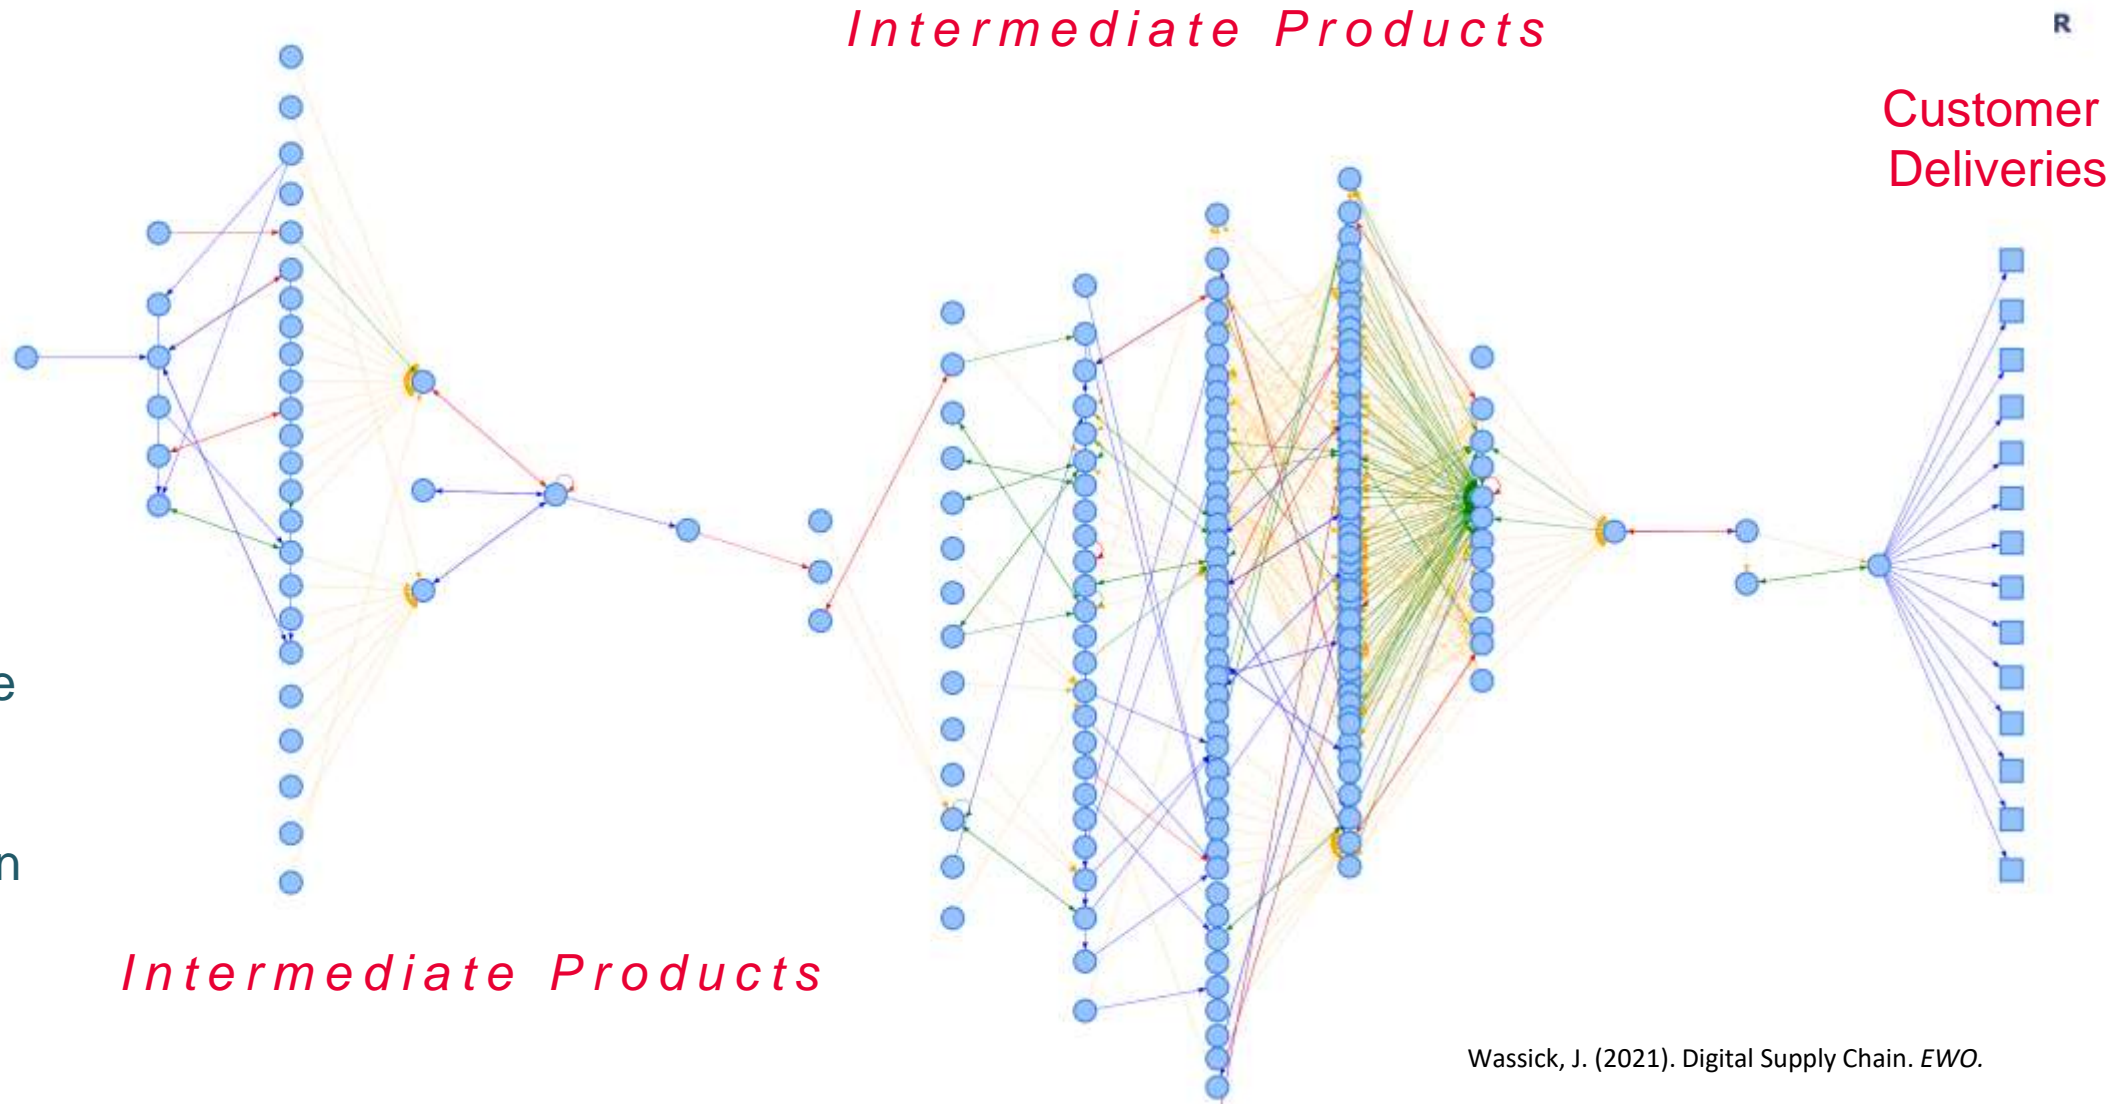 Intermediate Products
R
Customer
Deliveries
e
n
Intermediate Products
Wassick, J. (2021). Digital Supply Chain. EWO.